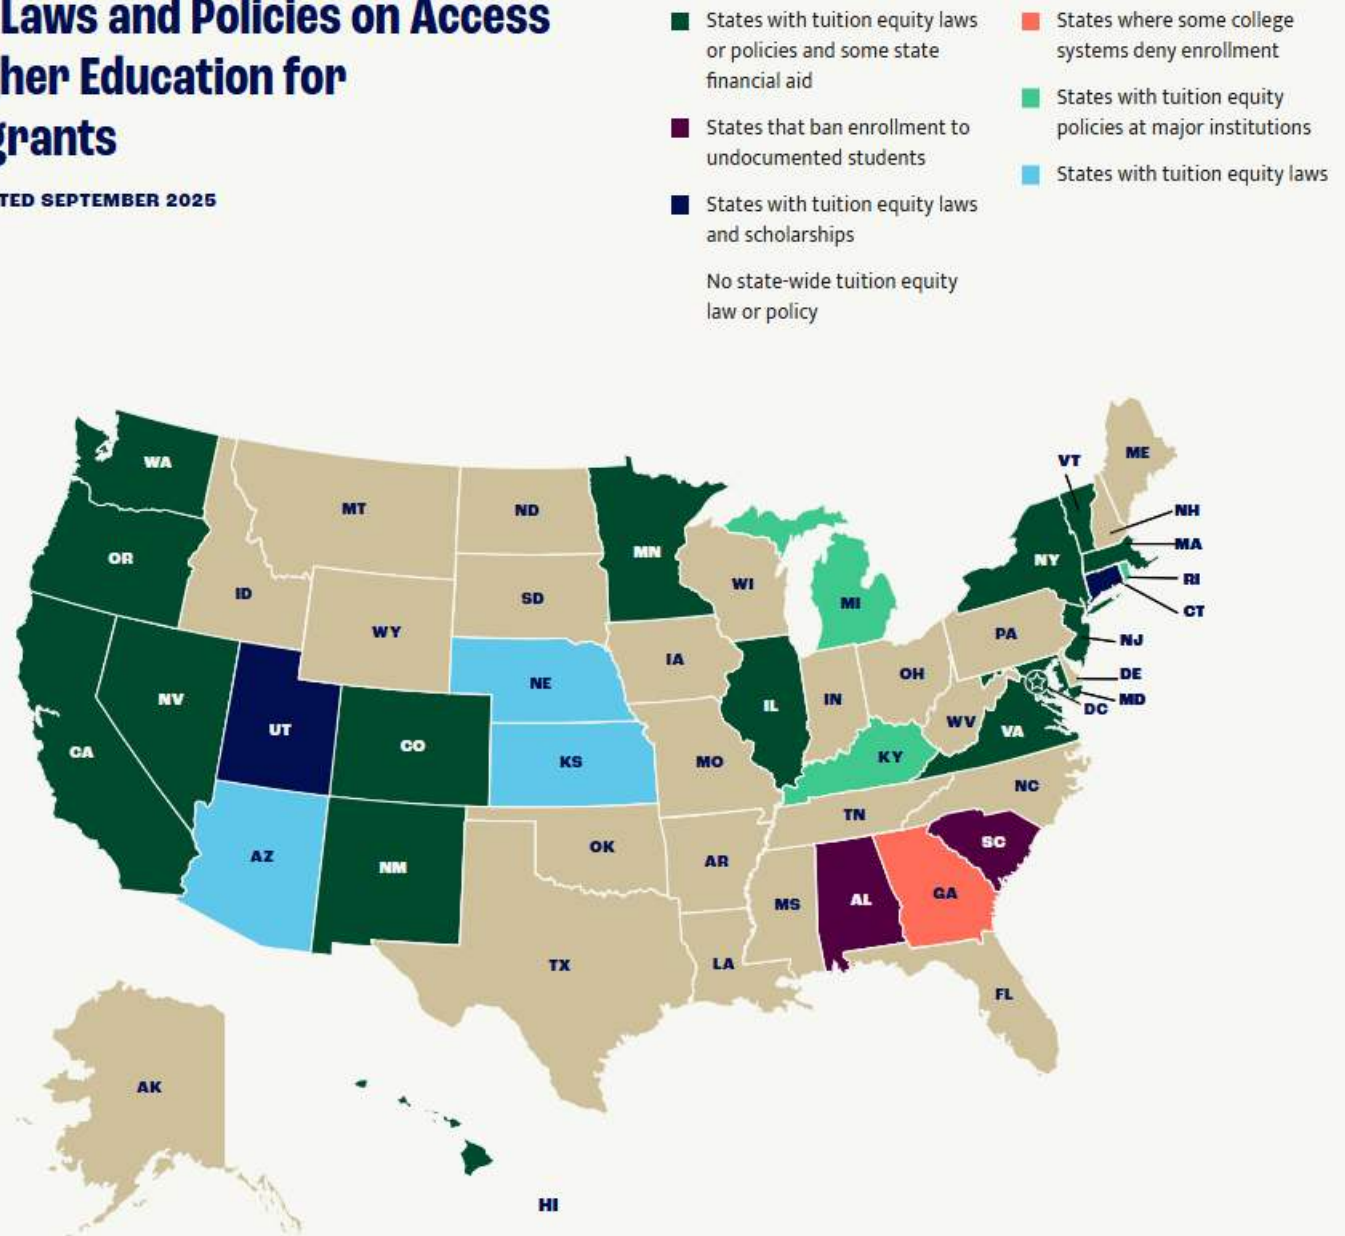 Laws and Policies on Access
her Education for
grants
TED SEPTEMBER 2025
States with tuition equity laws
or policies and some state
financial aid
States that ban enrollment to
undocumented students
States with tuition equity laws
and scholarships
No state-wide tuition equity
law or policy
States where some college
systems deny enrollment
States with tuition equity
policies at major institutions
States with tuition equity laws
WA
MT
ND
MN
OR
ID
SD
WY
WI
MI
NY
VT
ME
NH
MA
RI
CT
NJ
DE
MD
DC
PA
IA
NE
NV
UT
CO
CA
KS
MO
IL
IN
OH
WV
VA
KY
NC
TN
SC
AZ
NM
OK
AR
MS
AL
GA
TX
LA
FL
AK
HI